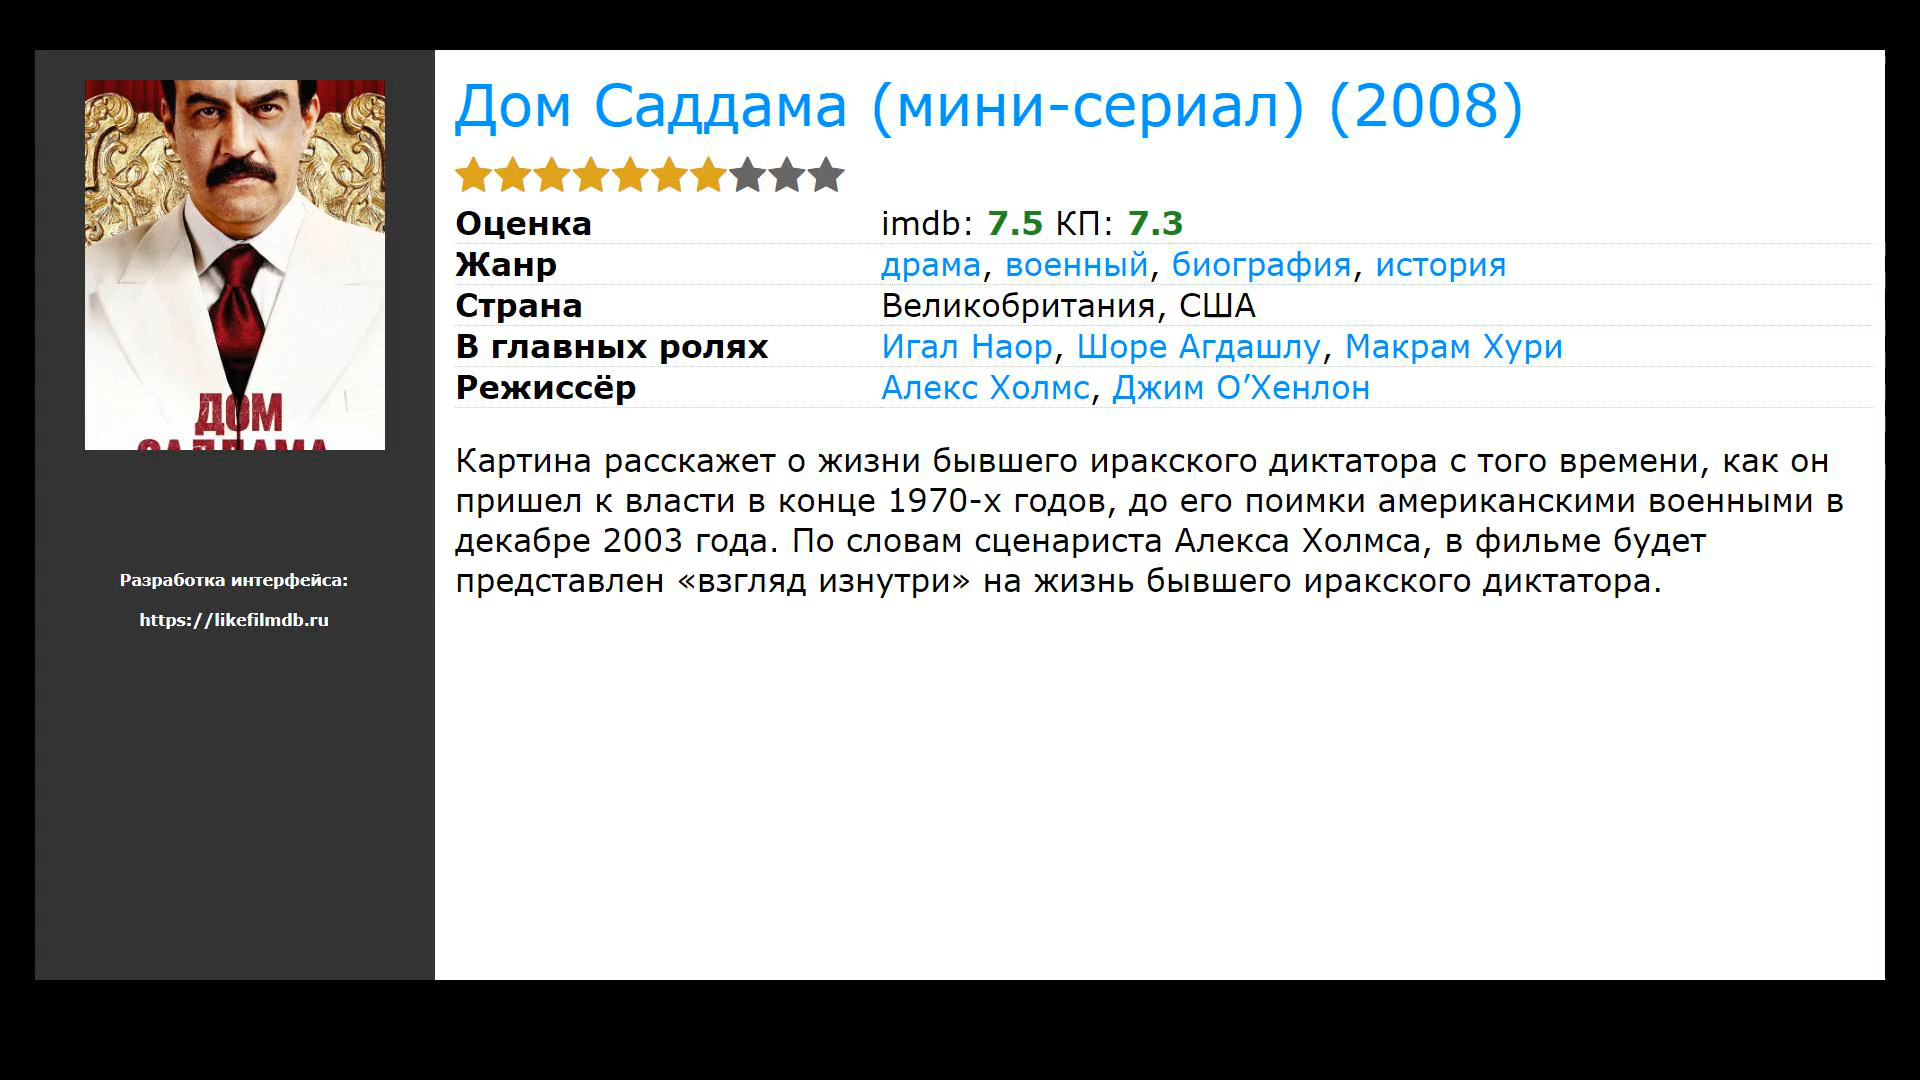 Дом Саддама (мини-сериал) (2008)
Оценка imdb: 7.5 КП: 7.3
Жанр драма, военный, биография, история
Страна Великобритания, США
В главных ролях Игал Наор, Шоре Агдашлу, Макрам Хури
Режиссёр Алекс Холмс, Джим О’Хенлон
Картина расскажет о жизни бывшего иракского диктатора с того времени, как он
пришел к власти в конце 1970-х годов, до его поимки американскими военными в
декабре 2003 года. По словам сценариста Алекса Холмса, в фильме будет
представлен «взгляд изнутри» на жизнь бывшего иракского диктатора.
ДОМ
САДДАМА
Разработка интерфейса:
https://likefilmdb.ru